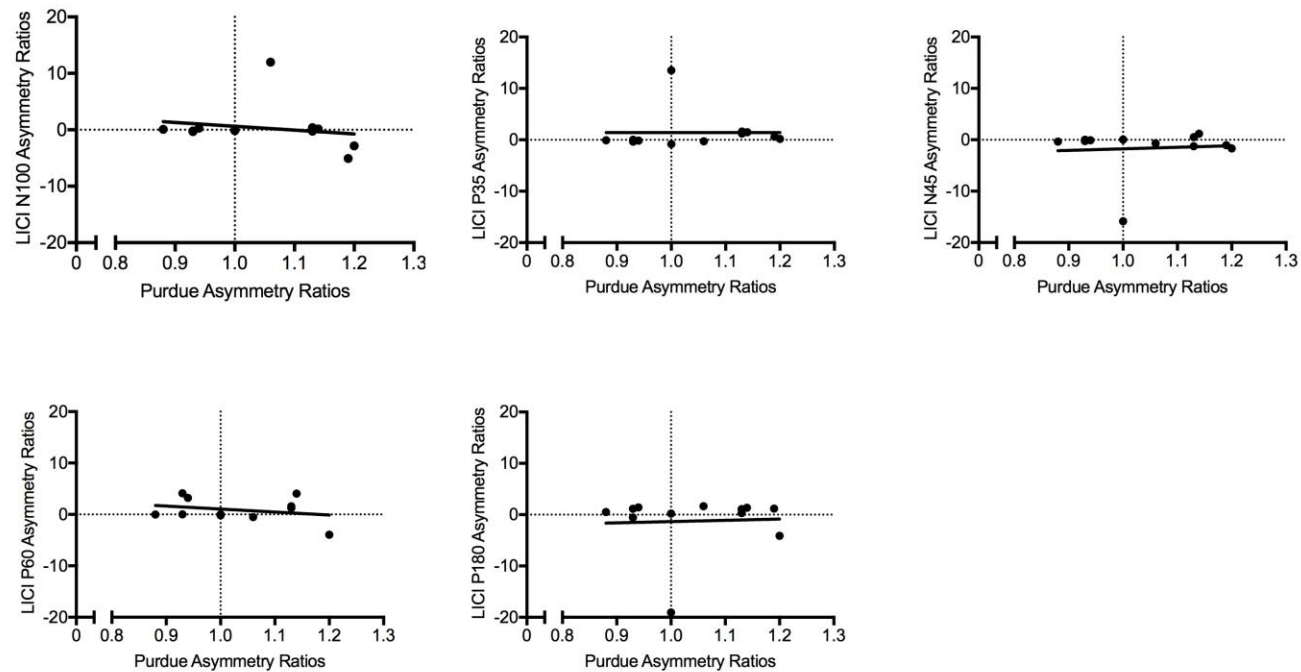 20
10
0
-10
-20
LICI N100 Asymmetry Ratios
0 0.8 0.9 1.0 1.1 1.2 1.3
Purdue Asymmetry Ratios
20
10
0
-10
-20
LICI P35 Asymmetry Ratios
0 0.8 0.9 1.0 1.1 1.2 1.3
Purdue Asymmetry Ratios
20
10
0
-10
-20
LICI N45 Asymmetry Ratios
0 0.8 0.9 1.0 1.1 1.2 1.3
Purdue Asymmetry Ratios
20
10
0
-10
-20
LICI P60 Asymmetry Ratios
0 0.8 0.9 1.0 1.1 1.2 1.3
Purdue Asymmetry Ratios
20
10
0
-10
-20
LICI P180 Asymmetry Ratios
0 0.8 0.9 1.0 1.1 1.2 1.3
Purdue Asymmetry Ratios